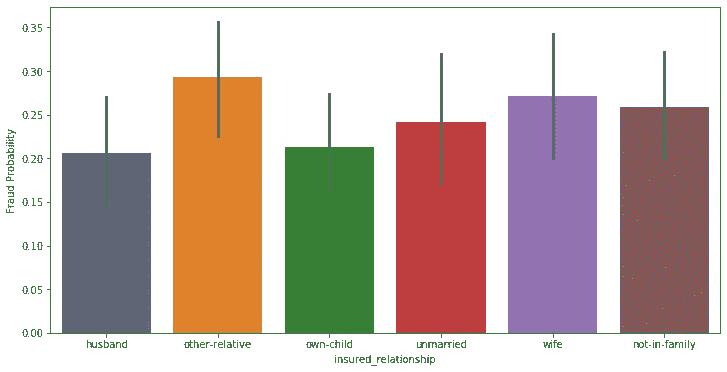 0.35
0.30
0.25
0.20
0.15
0.10
0.05
0.00
Fraud Probability
husband other-relative own-child unmarried wife not-in-family
insured_relationship